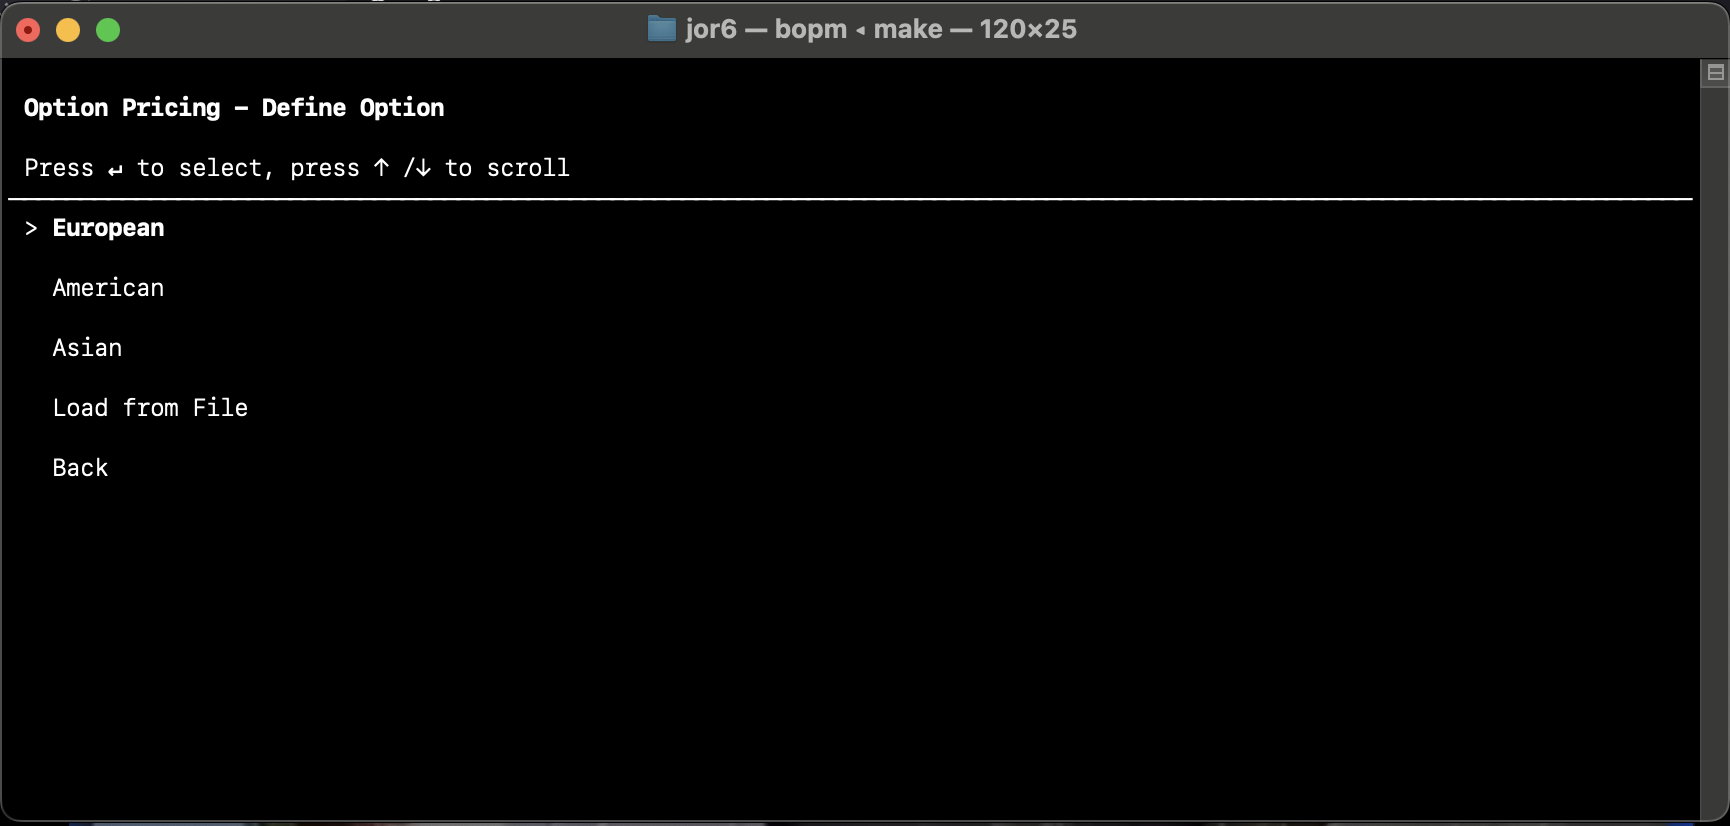 jor6 — bopm ◂ make — 120×25
Option Pricing - Define Option
Press ↵ to select, press ↑ /↓ to scroll
> European
American
Asian
Load from File
Back